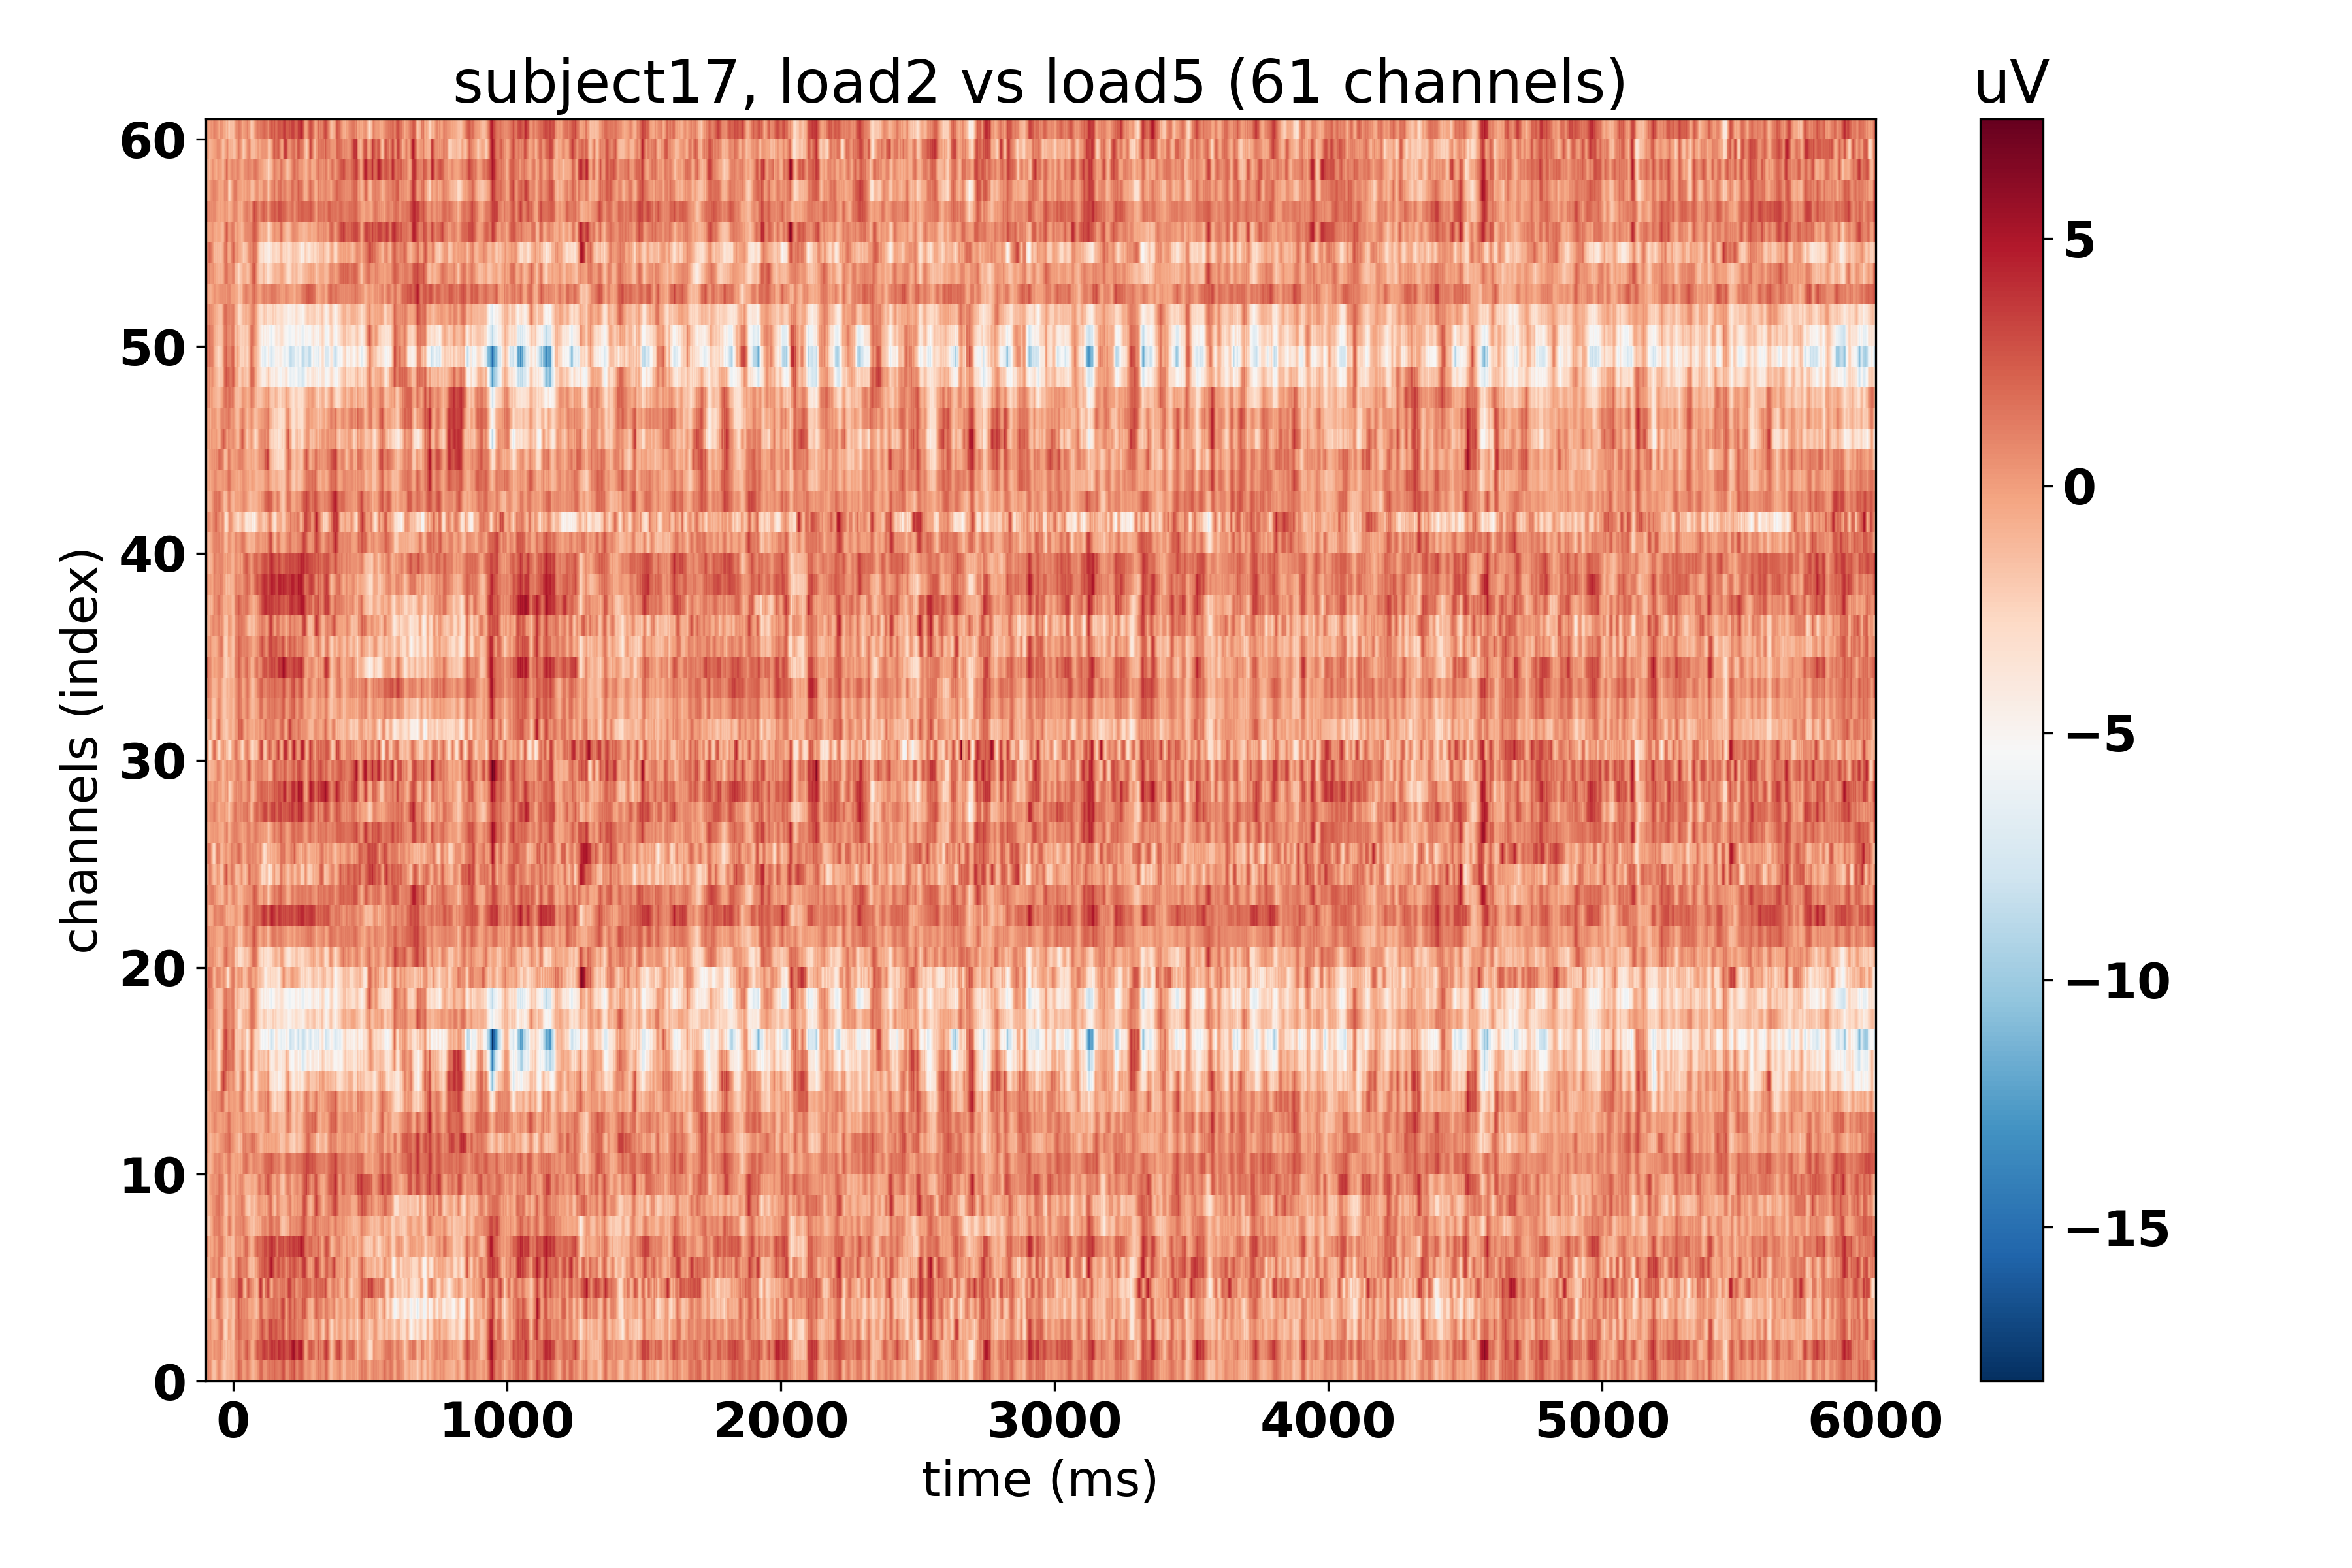 subject17, load2 vs load5 (61 channels)
uV
60
50
40
30
20
10
0
channels (index)
0 1000 2000 3000 4000 5000 6000
time (ms)
5
0
−5
−10
−15